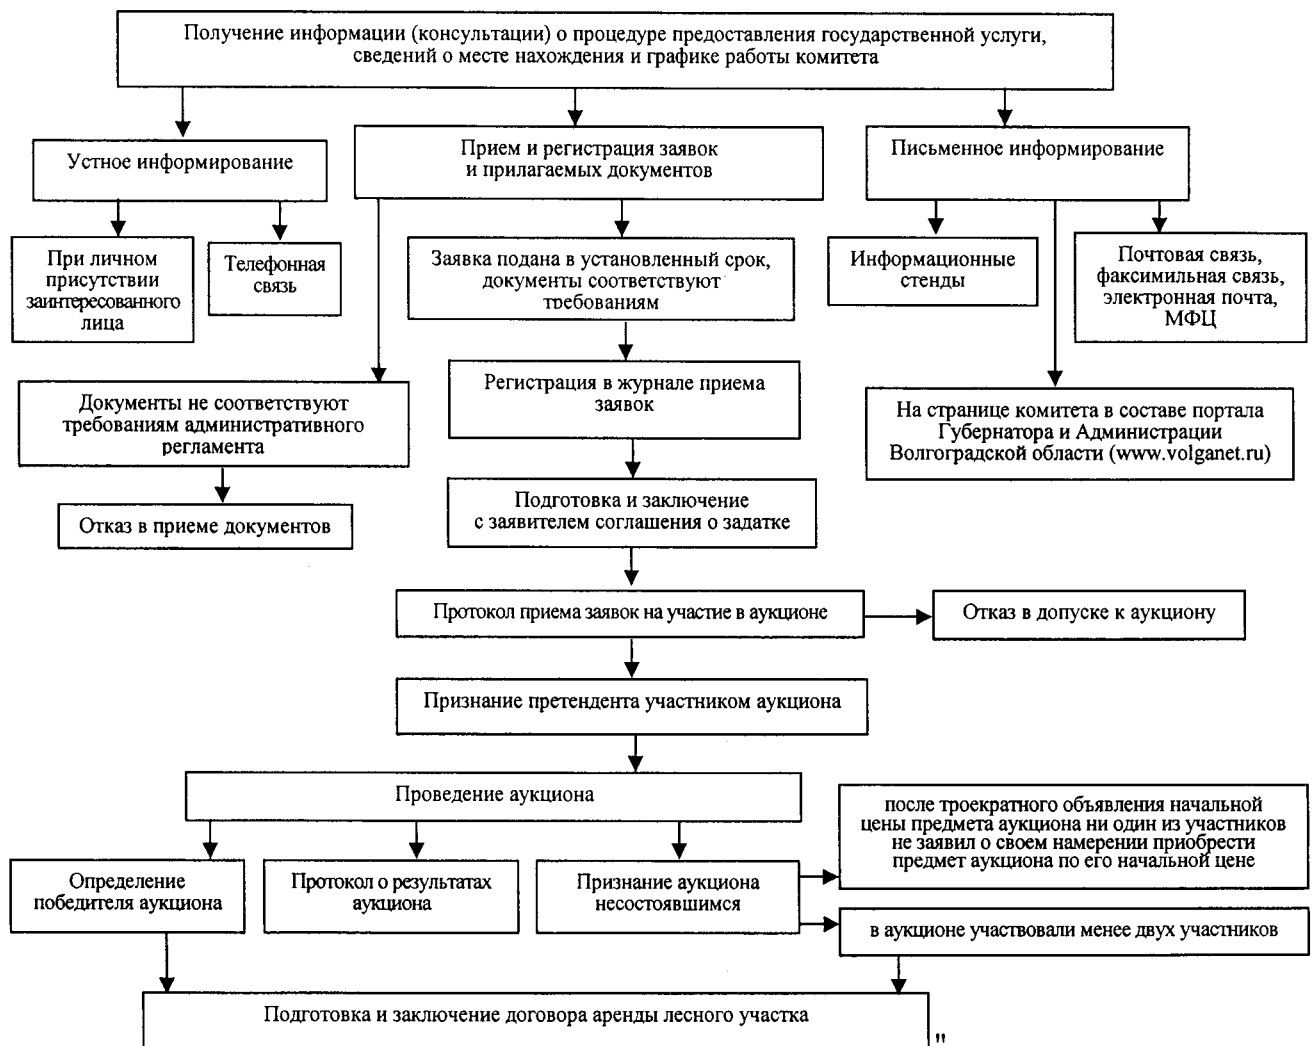 Получение информации (консультации) о процедуре предоставления государственной услуги,
сведений о месте нахождения и графике работы комитета
Устное информирование
Прием и регистрация заявок
и прилагаемых документов
Письменное информирование
При личном
присутствии
заинтересованного
лица
Телефонная
связь
Заявка подана в установленный срок,
документы соответствуют
требованиям
Информационные
стенды
Почтовая связь,
факсимильная связь,
электронная почта,
МФЦ
Документы не соответствуют
требованиям административного
регламента
Регистрация в журнале приема
заявок
На странице комитета в составе портала
Губернатора и Администрации
Волгоградской области (www.volganet.ru)
Отказ в приеме документов
Подготовка и заключение
с заявителем соглашения о задатке
Протокол приема заявок на участие в аукционе
Отказ в допуске к аукциону
Признание претендента участником аукциона
Проведение аукциона
после троекратного объявления начальной
цены предмета аукциона ни один из участников
не заявил о своем намерении приобрести
предмет аукциона по его начальной цене
Определение
победителя аукциона
Протокол о результатах
аукциона
Признание аукциона
несостоявшимся
в аукционе участвовали менее двух участников
Подготовка и заключение договора аренды лесного участка
"